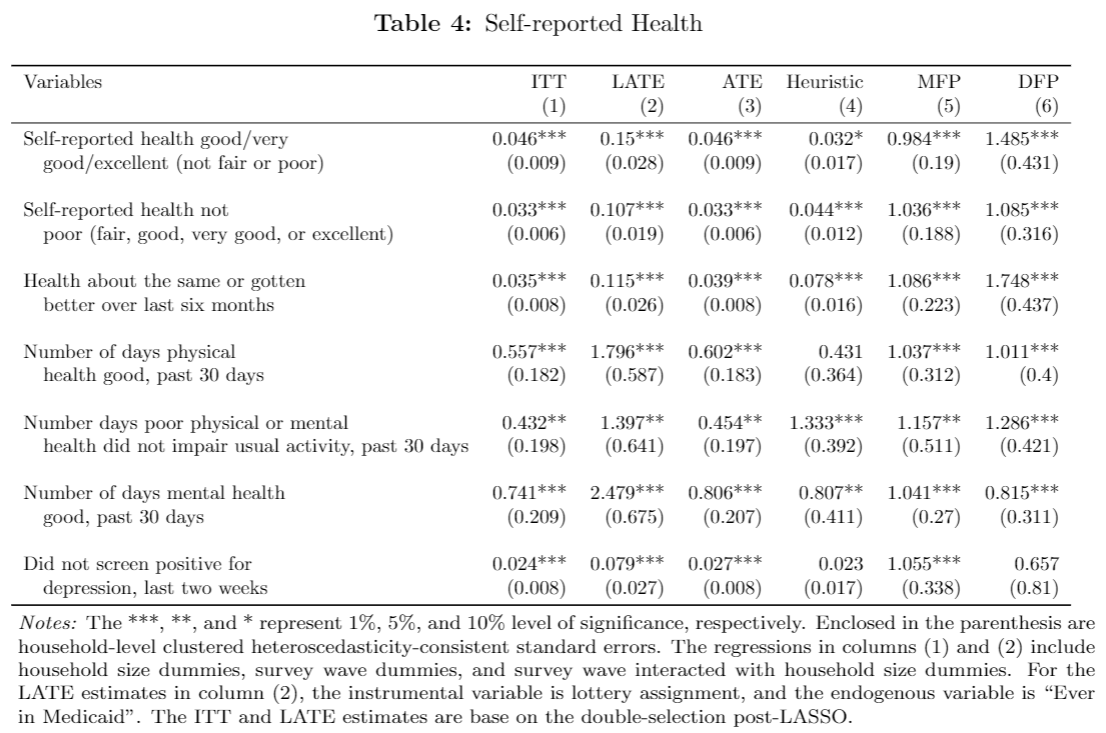 Table 4: Self-reported Health
Variables ITT LATE ATE Heuristic MFP DFP
(1) (2) (3) (4) (5) (6)
Self-reported health good/very 0.046*** 0.15*** 0.046*** 0.032* 0.984*** 1.485***
good/excellent (not fair or poor) (0.009) (0.028) (0.009) (0.017) (0.19) (0.431)
Self-reported health not 0.033*** 0.107*** 0.033*** 0.044*** 1.036*** 1.085***
poor (fair, good, very good, or excellent) (0.006) (0.019) (0.006) (0.012) (0.188) (0.316)
Health about the same or gotten 0.035*** 0.115*** 0.039*** 0.078*** 1.086*** 1.748***
better over last six months (0.008) (0.026) (0.008) (0.016) (0.223) (0.437)
Number of days physical 0.557*** 1.796*** 0.602*** 0.431 1.037*** 1.011***
health good, past 30 days (0.182) (0.587) (0.183) (0.364) (0.312) (0.4)
Number days poor physical or mental 0.432** 1.397** 0.454** 1.333*** 1.157** 1.286***
health did not impair usual activity, past 30 days (0.198) (0.641) (0.197) (0.392) (0.511) (0.421)
Number of days mental health 0.741*** 2.479*** 0.806*** 0.807** 1.041*** 0.815***
good, past 30 days (0.209) (0.675) (0.207) (0.411) (0.27) (0.311)
Did not screen positive for 0.024*** 0.079*** 0.027*** 0.023 1.055*** 0.657
depression, last two weeks (0.008) (0.027) (0.008) (0.017) (0.338) (0.81)
Notes: The ***, **, and * represent 1%, 5%, and 10% level of significance, respectively. Enclosed in the parenthesis are
household-level clustered heteroscedasticity-consistent standard errors. The regressions in columns (1) and (2) include
household size dummies, survey wave dummies, and survey wave interacted with household size dummies. For the
LATE estimates in column (2), the instrumental variable is lottery assignment, and the endogenous variable is “Ever
in Medicaid”. The ITT and LATE estimates are base on the double-selection post-LASSO.